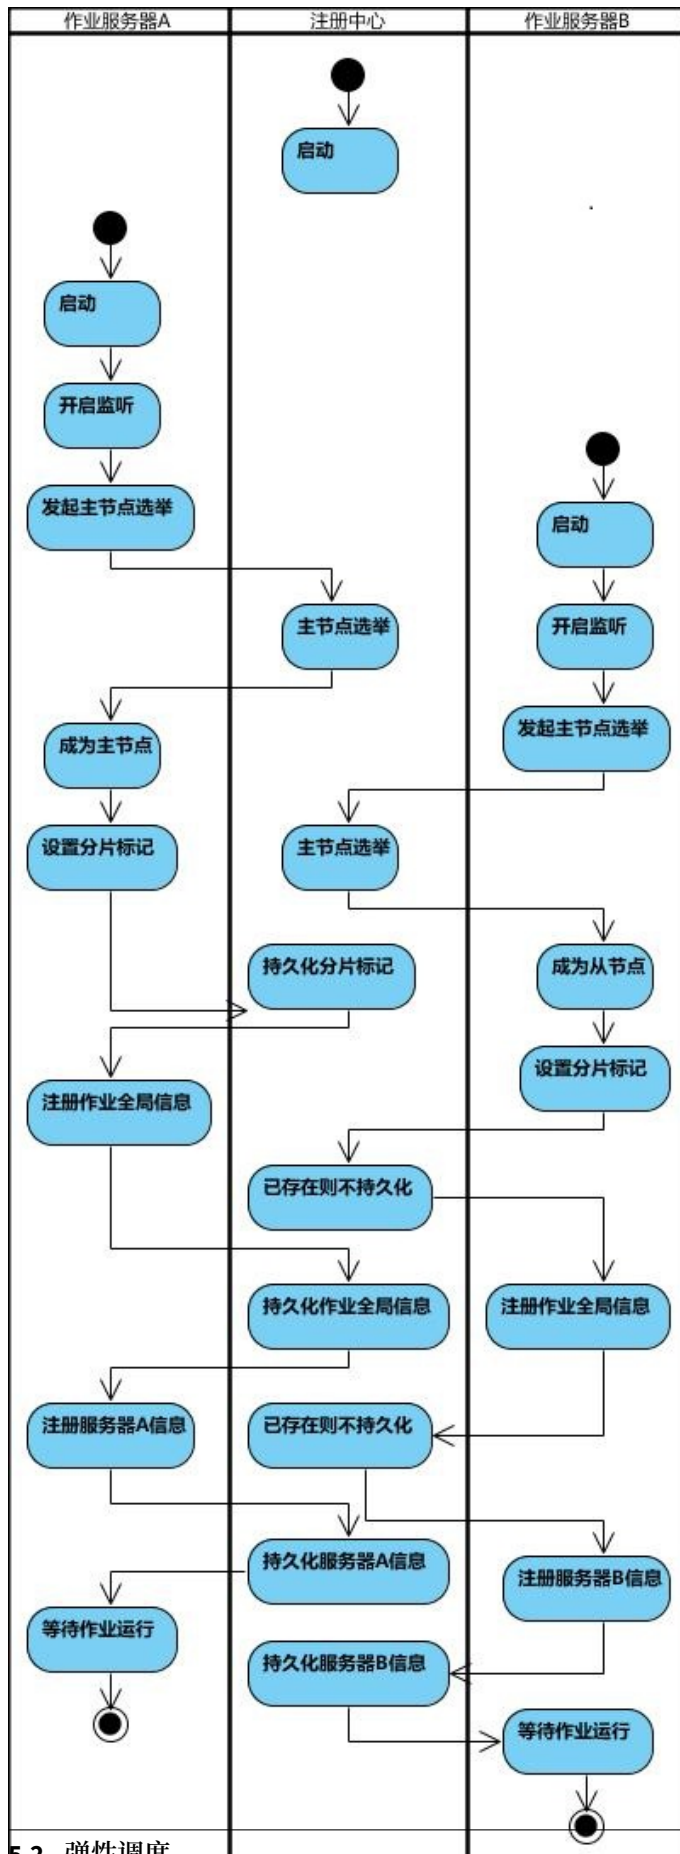 作业服务器A
注册中心
作业服务器B
启动
启动
开启监听
发起主节点选举
启动
主节点选举
开启监听
成为主节点
发起主节点选举
设置分片标记
主节点选举
持久化分片标记
成为从节点
设置分片标记
注册作业全局信息
已存在则不持久化
持久化作业全局信息
注册作业全局信息
注册服务器A信息
已存在则不持久化
持久化服务器A信息
注册服务器B信息
等待作业运行
持久化服务器B信息
等待作业运行
5.2 弹性调度